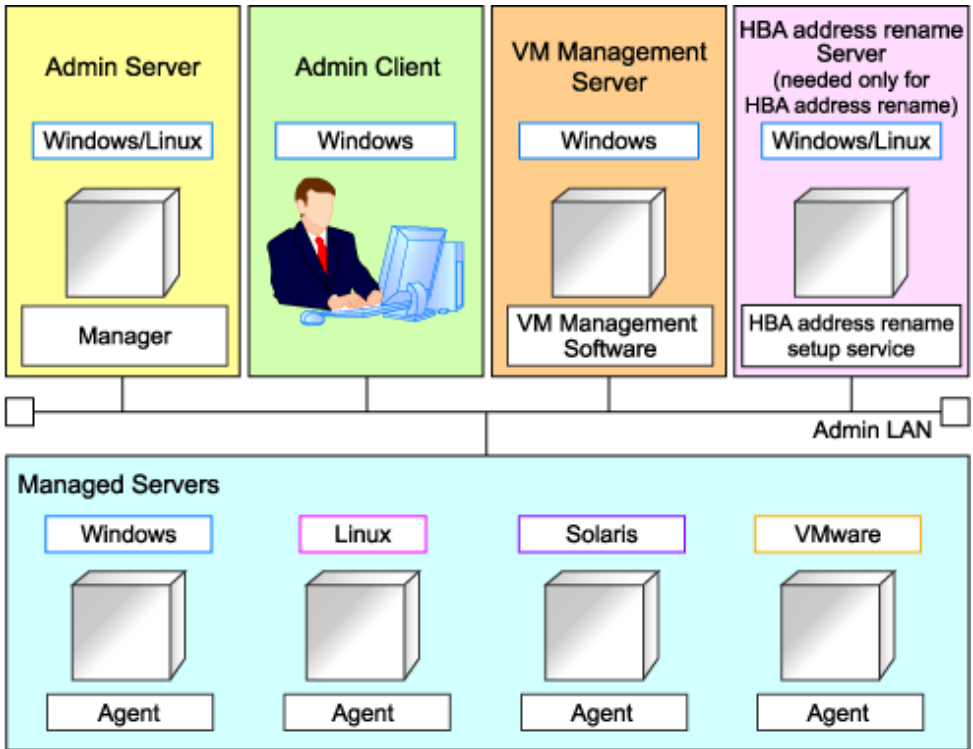 Admin Server
Windows/Linux
Manager
Admin Client
Windows
VM Management
Server
Windows
VM Management
Software
HBA address rename
Server
(needed only for
HBA address rename)
Windows/Linux
HBA address rename
setup service
Admin LAN
Managed Servers
Windows
Linux
Solaris
VMware
Agent
Agent
Agent
Agent